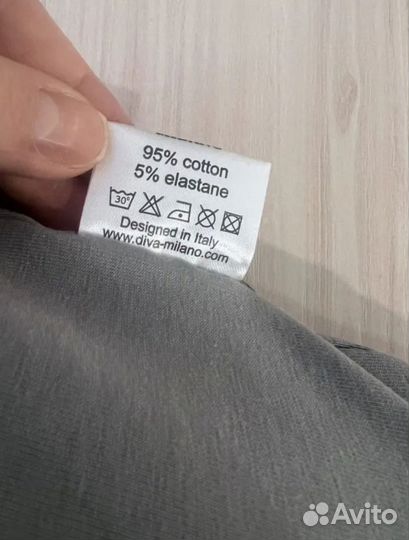 95% cotton
5% elastane
30°
Designed in Italy
www.diva-milano.com
Avito